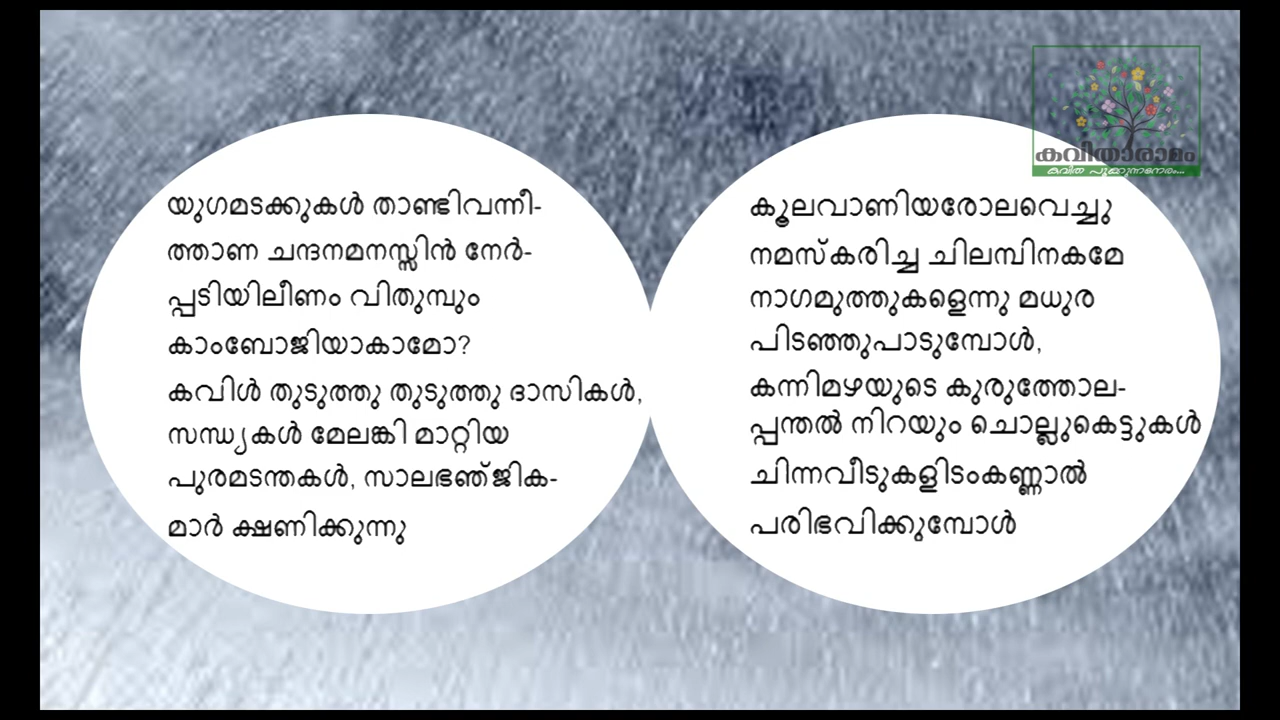 കവിതാരാമം
കവിത പൂക്കുന്നനേരം...
യുഗമടക്കുകൾ താണ്ടിവന്നീ-
ത്താണ ചന്ദനമനസ്സിൻ നേർ-
പ്പടിയിലീണം വിതുമ്പും
കാംബോജിയാകാമോ?
കവിൾ തുടുത്തു തുടുത്തു ദാസികൾ,
സന്ധ്യകൾ മേലങ്കി മാറ്റിയ
പുരമടന്തകൾ, സാലഭഞ്ജിക-
മാർ ക്ഷണിക്കുന്നു
കൂലവാണിയരോലവെച്ചു
നമസ്കരിച്ച ചിലമ്പിനകമേ
നാഗമുത്തുകളെന്നു മധുര
പിടഞ്ഞുപാടുമ്പോൾ,
കന്നിമഴയുടെ കുരുത്തോല-
പ്പന്തൽ നിറയും ചൊല്ലുകെട്ടുകൾ
ചിന്നവീടുകളിടംകണ്ണാൽ
പരിഭവിക്കുമ്പോൾ